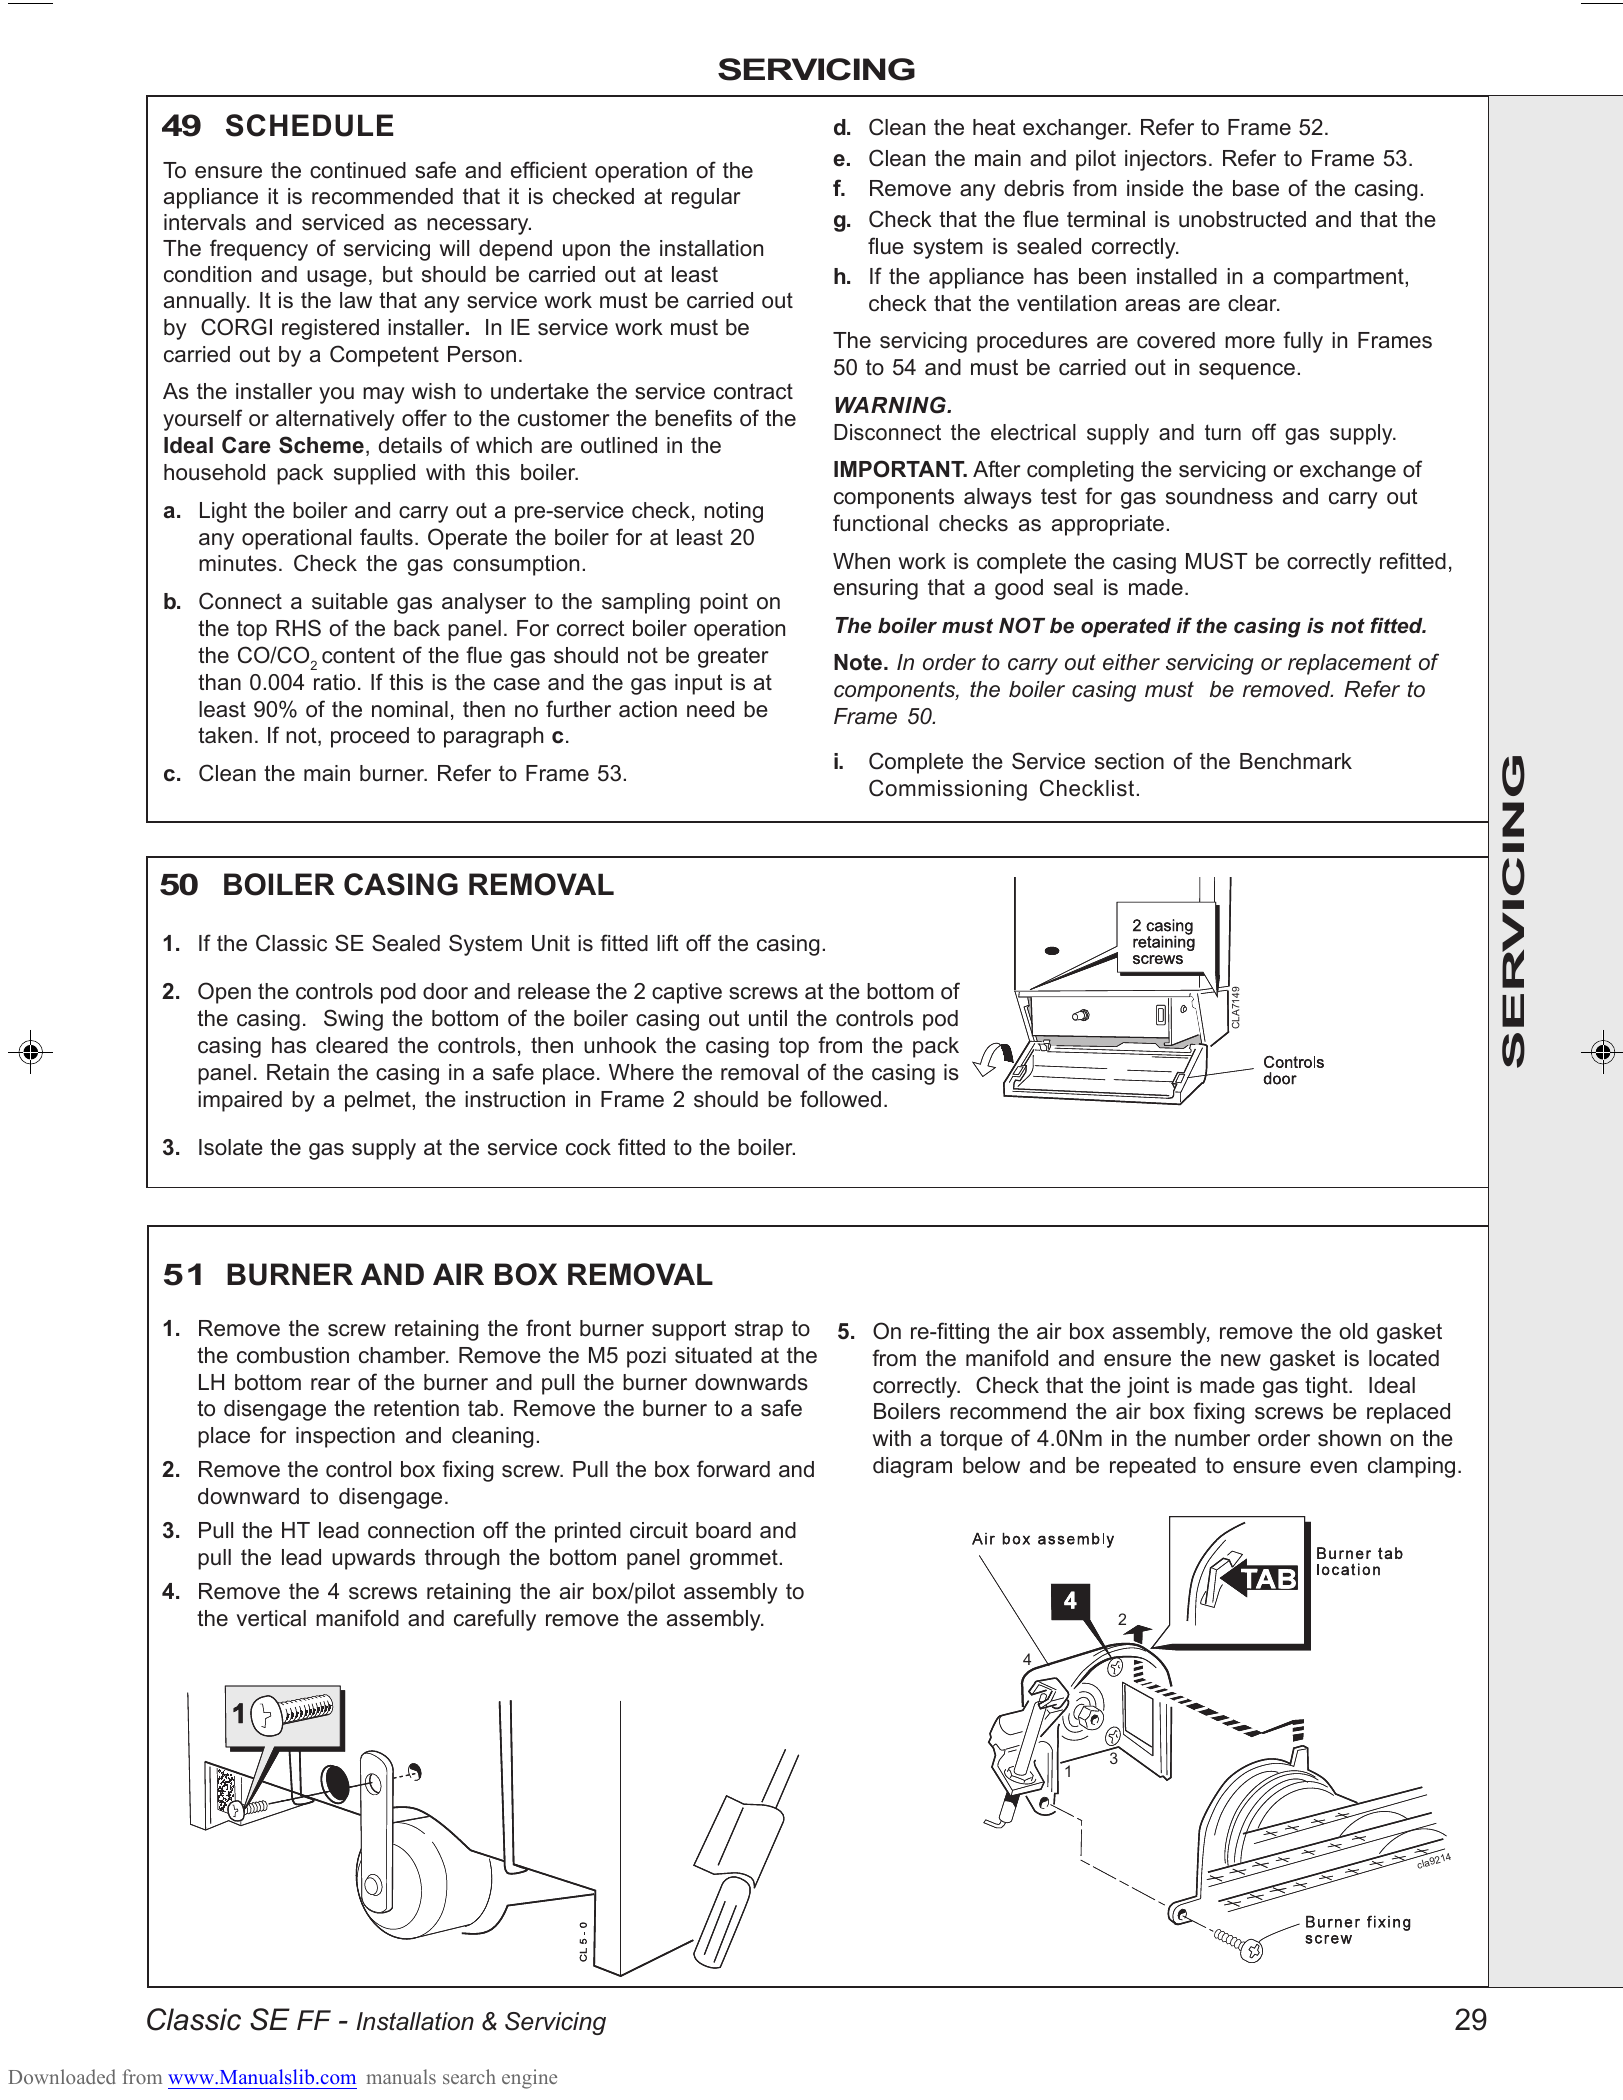 SERVICING
49 SCHEDULE
To ensure the continued safe and efficient operation of the
appliance it is recommended that it is checked at regular
intervals and serviced as necessary.
The frequency of servicing will depend upon the installation
condition and usage, but should be carried out at least
annually. It is the law that any service work must be carried out
by CORGI registered installer. In IE service work must be
carried out by a Competent Person.
As the installer you may wish to undertake the service contract
yourself or alternatively offer to the customer the benefits of the
Ideal Care Scheme, details of which are outlined in the
household pack supplied with this boiler.
a. Light the boiler and carry out a pre-service check, noting
any operational faults. Operate the boiler for at least 20
minutes. Check the gas consumption.
b. Connect a suitable gas analyser to the sampling point on
the top RHS of the back panel. For correct boiler operation
the CO/CO2 content of the flue gas should not be greater
than 0.004 ratio. If this is the case and the gas input is at
least 90% of the nominal, then no further action need be
taken. If not, proceed to paragraph c.
c. Clean the main burner. Refer to Frame 53.
d. Clean the heat exchanger. Refer to Frame 52.
e. Clean the main and pilot injectors. Refer to Frame 53.
f. Remove any debris from inside the base of the casing.
g. Check that the flue terminal is unobstructed and that the
flue system is sealed correctly.
h. If the appliance has been installed in a compartment,
check that the ventilation areas are clear.
The servicing procedures are covered more fully in Frames
50 to 54 and must be carried out in sequence.
WARNING.
Disconnect the electrical supply and turn off gas supply.
IMPORTANT. After completing the servicing or exchange of
components always test for gas soundness and carry out
functional checks as appropriate.
When work is complete the casing MUST be correctly refitted,
ensuring that a good seal is made.
The boiler must NOT be operated if the casing is not fitted.
Note. In order to carry out either servicing or replacement of
components, the boiler casing must be removed. Refer to
Frame 50.
i. Complete the Service section of the Benchmark
Commissioning Checklist.
SERVICING
50 BOILER CASING REMOVAL
1. If the Classic SE Sealed System Unit is fitted lift off the casing.
2. Open the controls pod door and release the 2 captive screws at the bottom of
the casing. Swing the bottom of the boiler casing out until the controls pod
casing has cleared the controls, then unhook the casing top from the pack
panel. Retain the casing in a safe place. Where the removal of the casing is
impaired by a pelmet, the instruction in Frame 2 should be followed.
3. Isolate the gas supply at the service cock fitted to the boiler.
2 casing
retaining
screws
CLA7149
Controls
door
51 BURNER AND AIR BOX REMOVAL
1. Remove the screw retaining the front burner support strap to
the combustion chamber. Remove the M5 pozi situated at the
LH bottom rear of the burner and pull the burner downwards
to disengage the retention tab. Remove the burner to a safe
place for inspection and cleaning.
2. Remove the control box fixing screw. Pull the box forward and
downward to disengage.
3. Pull the HT lead connection off the printed circuit board and
pull the lead upwards through the bottom panel grommet.
4. Remove the 4 screws retaining the air box/pilot assembly to
the vertical manifold and carefully remove the assembly.
5. On re-fitting the air box assembly, remove the old gasket
from the manifold and ensure the new gasket is located
correctly. Check that the joint is made gas tight. Ideal
Boilers recommend the air box fixing screws be replaced
with a torque of 4.0Nm in the number order shown on the
diagram below and be repeated to ensure even clamping.
1
CL 5 - 0
Air box assembly
TAB
Burner tab
location
4
2
4
3
1
cla9214
Burner fixing
screw
Classic SE FF - Installation & Servicing
29
Downloaded from www.Manualslib.com manuals search engine